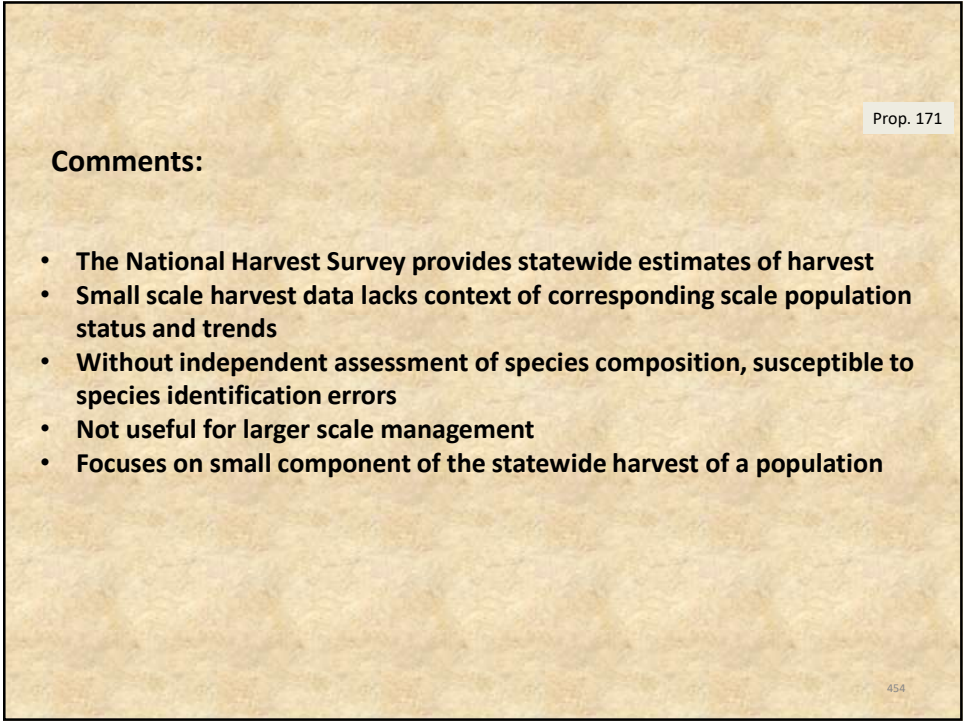 Prop. 171
Comments:
• The National Harvest Survey provides statewide estimates of harvest
• Small scale harvest data lacks context of corresponding scale population
status and trends
• Without independent assessment of species composition, susceptible to
species identification errors
• Not useful for larger scale management
• Focuses on small component of the statewide harvest of a population
454